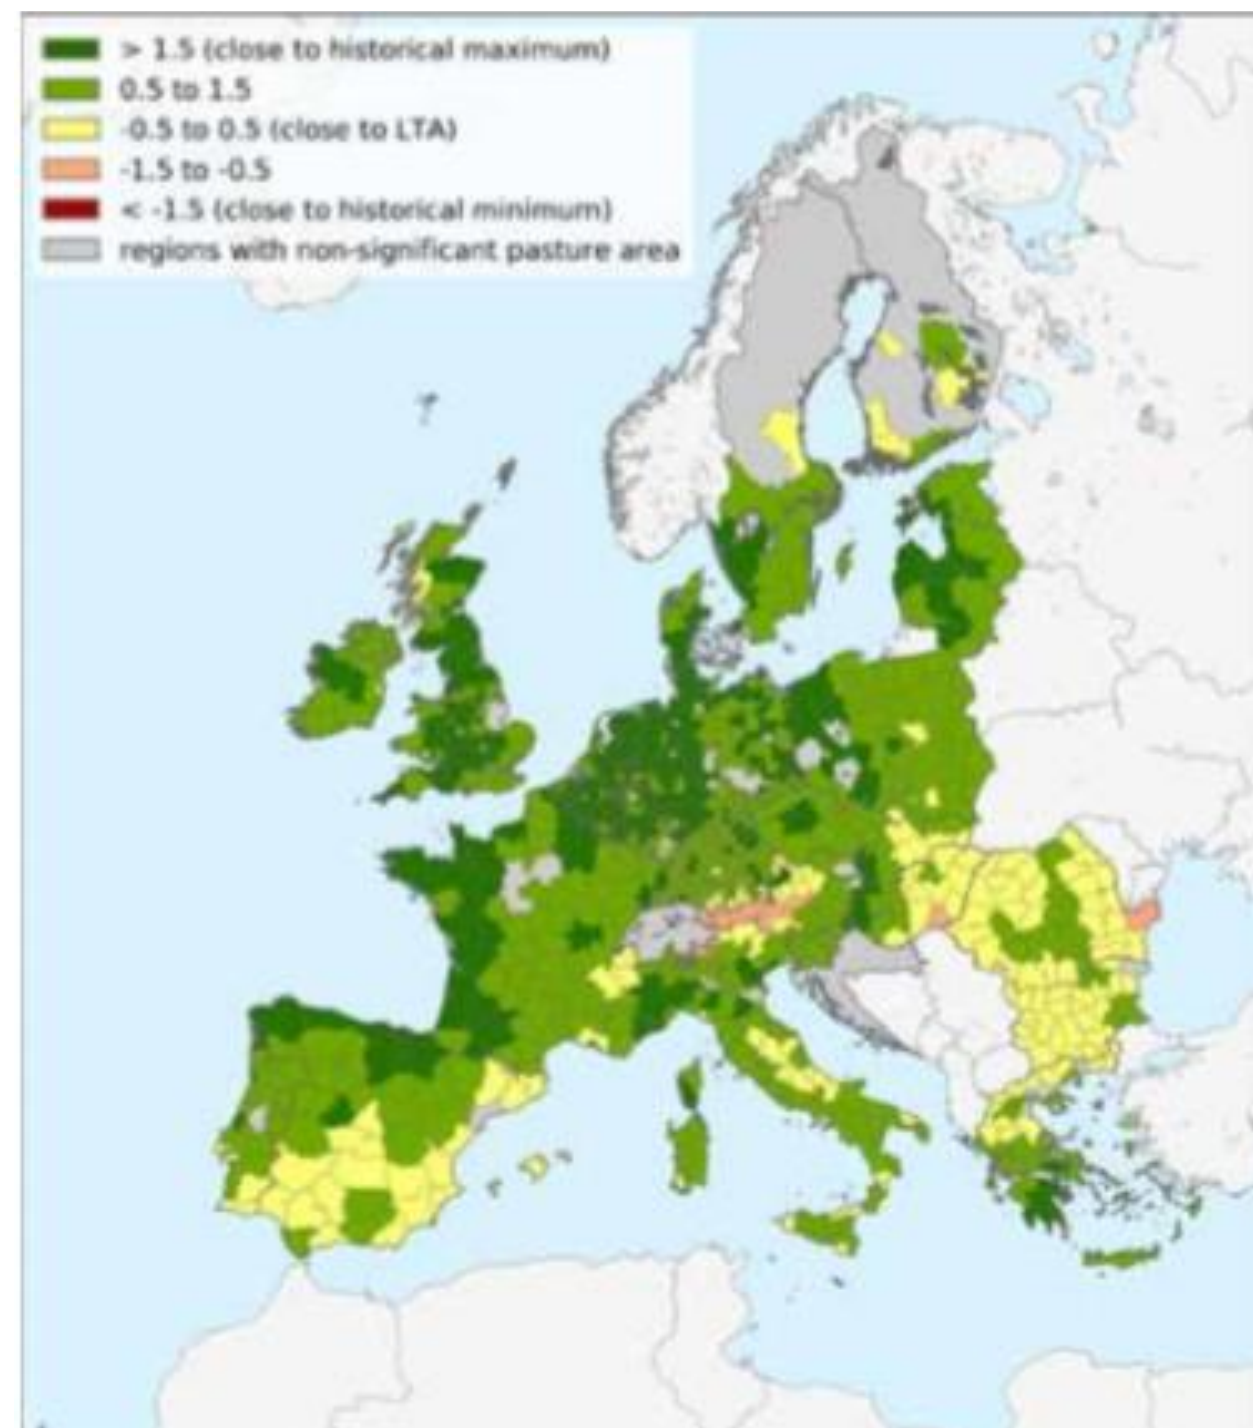 > 1.5 (close to historical maximum)
0.5 to 1.5
-0.5 to 0.5 (close to LTA)
-1.5 to -0.5
< -1.5 (close to historical minimum)
regions with non-significant pasture area